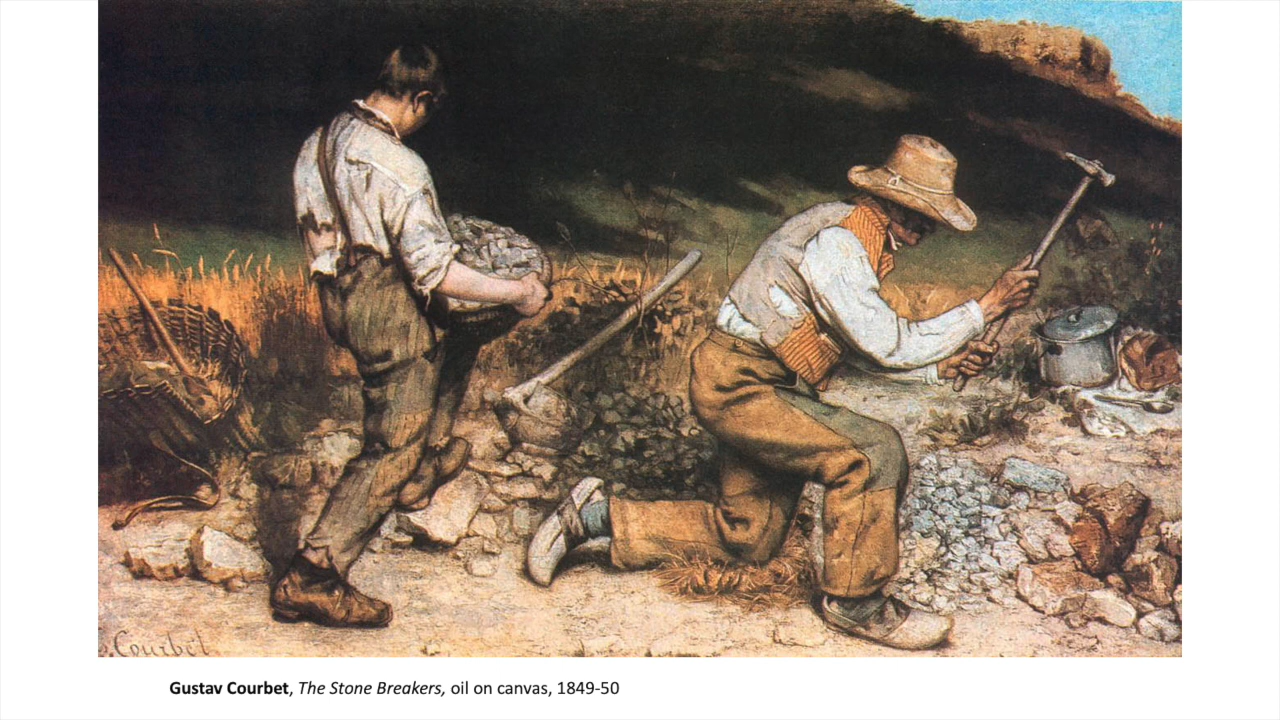 G. Courbet.
Gustav Courbet, The Stone Breakers, oil on canvas, 1849-50